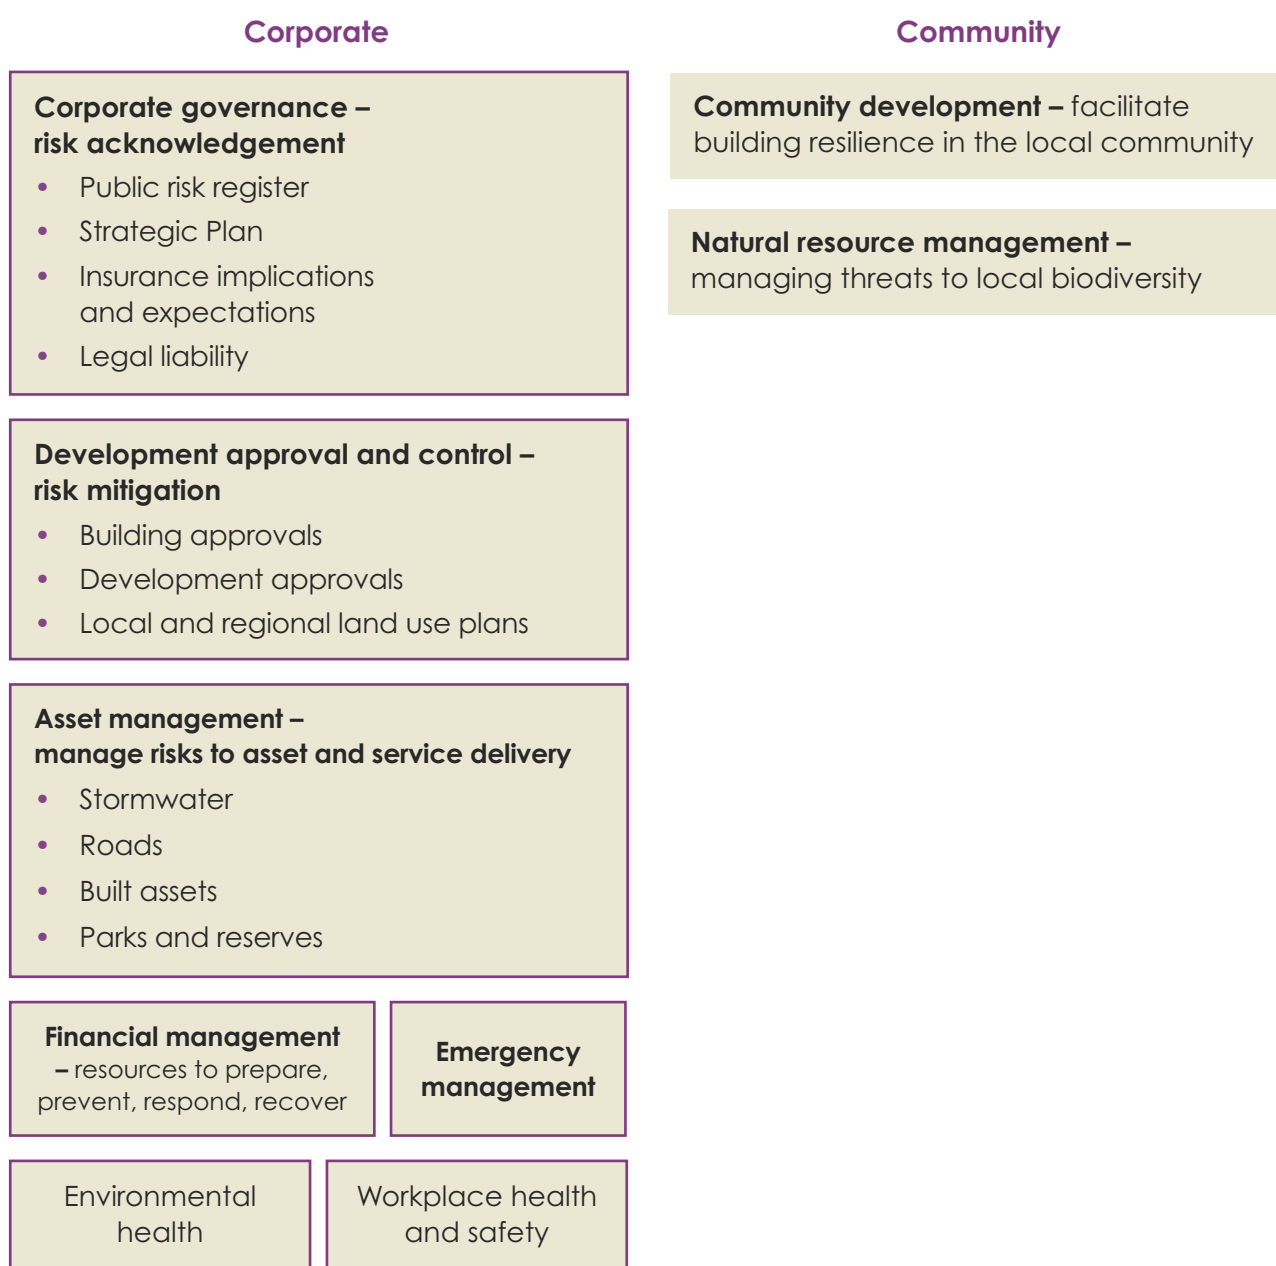 Corporate
Corporate governance –
risk acknowledgement
• Public risk register
• Strategic Plan
• Insurance implications
and expectations
• Legal liability
Development approval and control –
risk mitigation
• Building approvals
• Development approvals
• Local and regional land use plans
Asset management –
manage risks to asset and service delivery
• Stormwater
• Roads
• Built assets
• Parks and reserves
Financial management
– resources to prepare,
prevent, respond, recover
Emergency
management
Environmental
health
Workplace health
and safety
Community
Community development – facilitate
building resilience in the local community
Natural resource management –
managing threats to local biodiversity